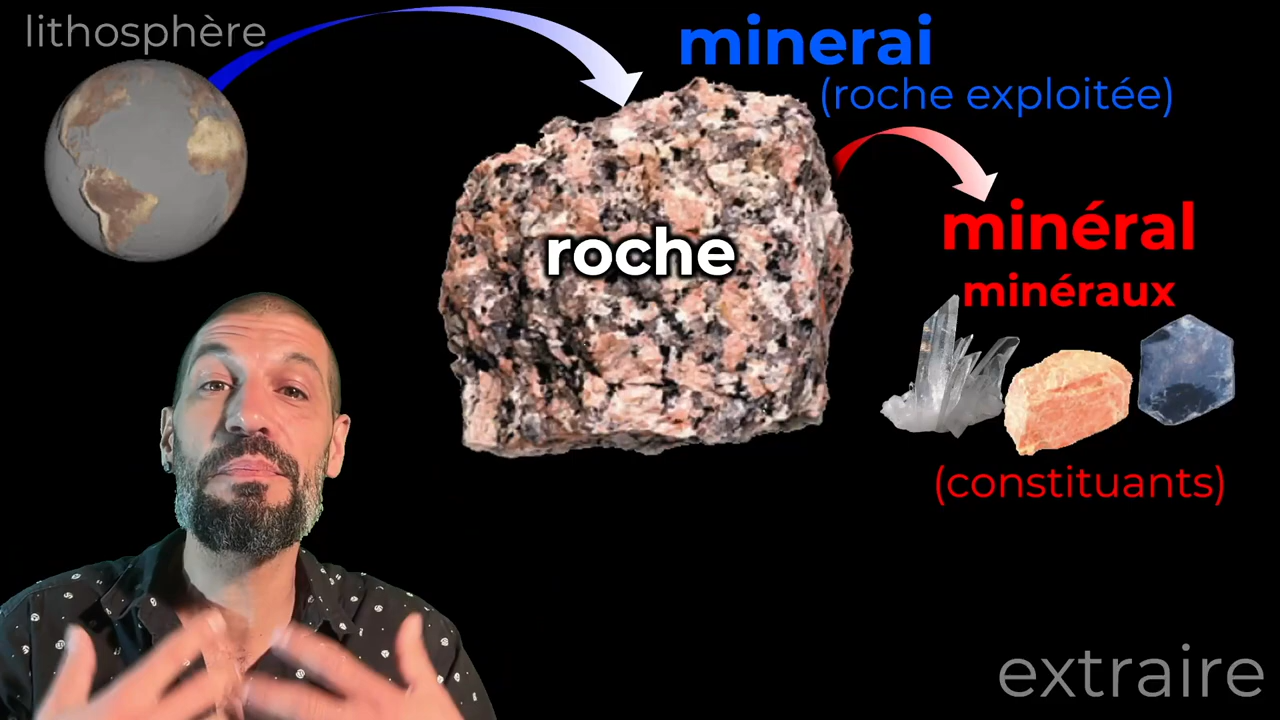 lithosphère
minerai
(roche exploitée)
roche
minéral
minéraux
(constituants)
extraire